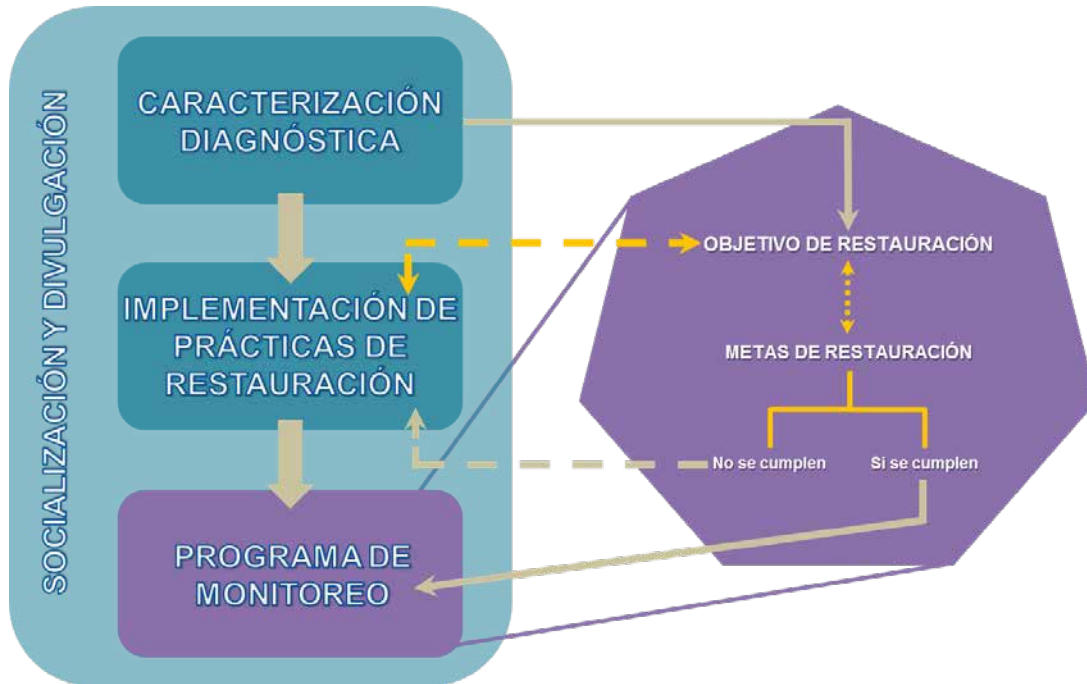 SOCIALIZACIÓN Y DIVULGACIÓN
CARACTERIZACIÓN
DIAGNÓSTICA
IMPLEMENTACIÓN DE
PRÁCTICAS DE
RESTAURACIÓN
PROGRAMA DE
MONITOREO
OBJETIVO DE RESTAURACIÓN
METAS DE RESTAURACIÓN
No se cumplen
Si se cumplen